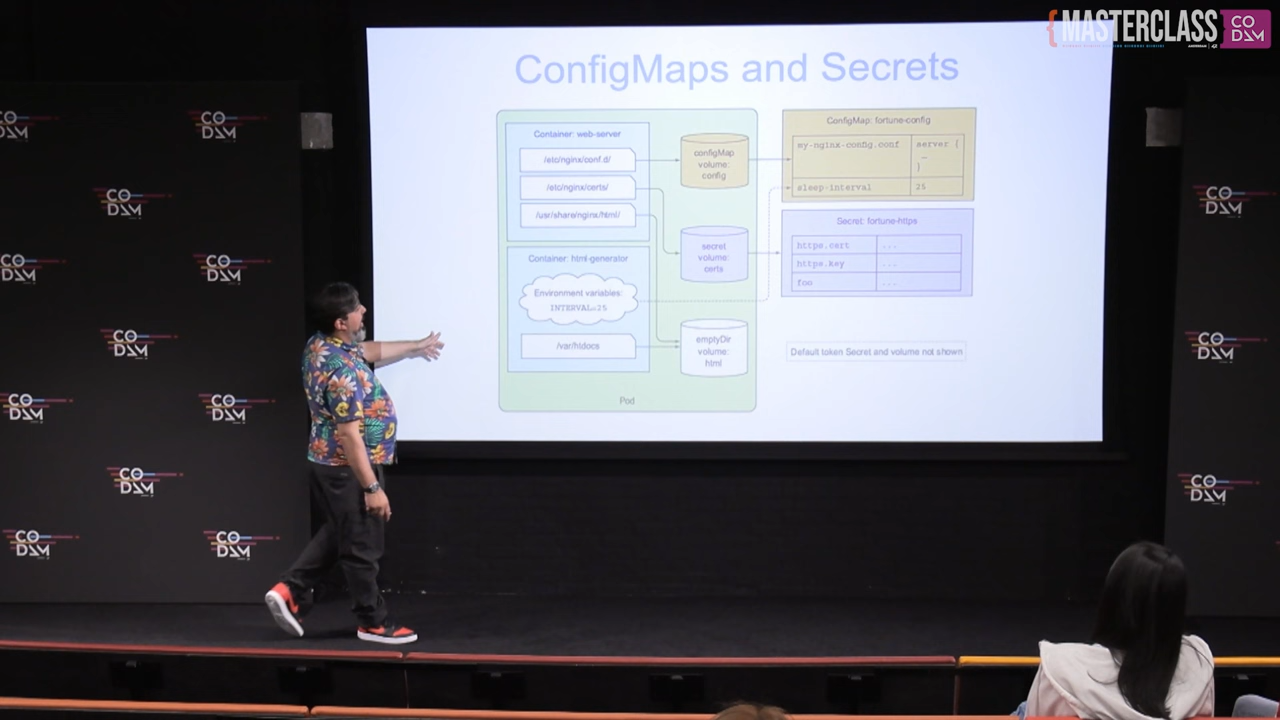 { MASTERCLASS
CO
D∑M
ConfigMaps and Secrets
Container: web-server
/etc/nginx/conf.d/
/etc/nginx/certs/
/usr/share/nginx/html/
configMap
volume:
config
ConfigMap: fortune-config
my-nginx-config.conf
server {
…
}
sleep-interval
25
secret
volume:
certs
Secret: fortune-https
https.cert
...
https.key
...
foo
...
Container: html-generator
Environment variables:
INTERVAL=25
/var/htdocs
emptyDir
volume:
html
Default token Secret and volume not shown
Pod